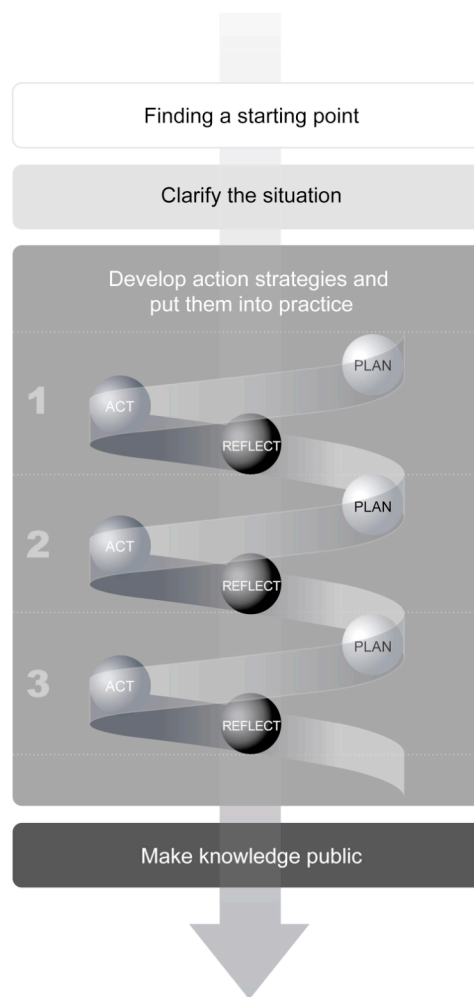 Finding a starting point
Clarify the situation
Develop action strategies and
put them into practice
PLAN
1
ACT
REFLECT
PLAN
2
ACT
REFLECT
PLAN
3
ACT
REFLECT
Make knowledge public